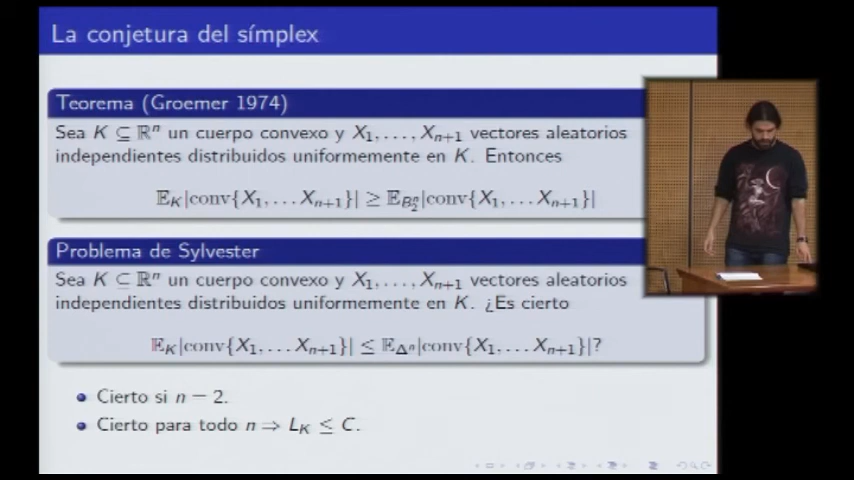 La conjetura del símplex
Teorema (Groemer 1974)
Sea K ⊆ ℝⁿ un cuerpo convexo y X₁, . . . , Xₙ₊₁ vectores aleatorios
independientes distribuidos uniformemente en K. Entonces
𝔼_K|conv{X₁, . . . Xₙ₊₁}| ≥ 𝔼_{B₂ⁿ}|conv{X₁, . . . , Xₙ₊₁}|
Problema de Sylvester
Sea K ⊆ ℝⁿ un cuerpo convexo y X₁, . . . , Xₙ₊₁ vectores aleatorios
independientes distribuidos uniformemente en K. ¿Es cierto
𝔼_K|conv{X₁, . . . Xₙ₊₁}| ≤ 𝔼_{Δⁿ}|conv{X₁, . . . , Xₙ₊₁}|?
Cierto si n = 2.
Cierto para todo n ⇒ L_K ≤ C.